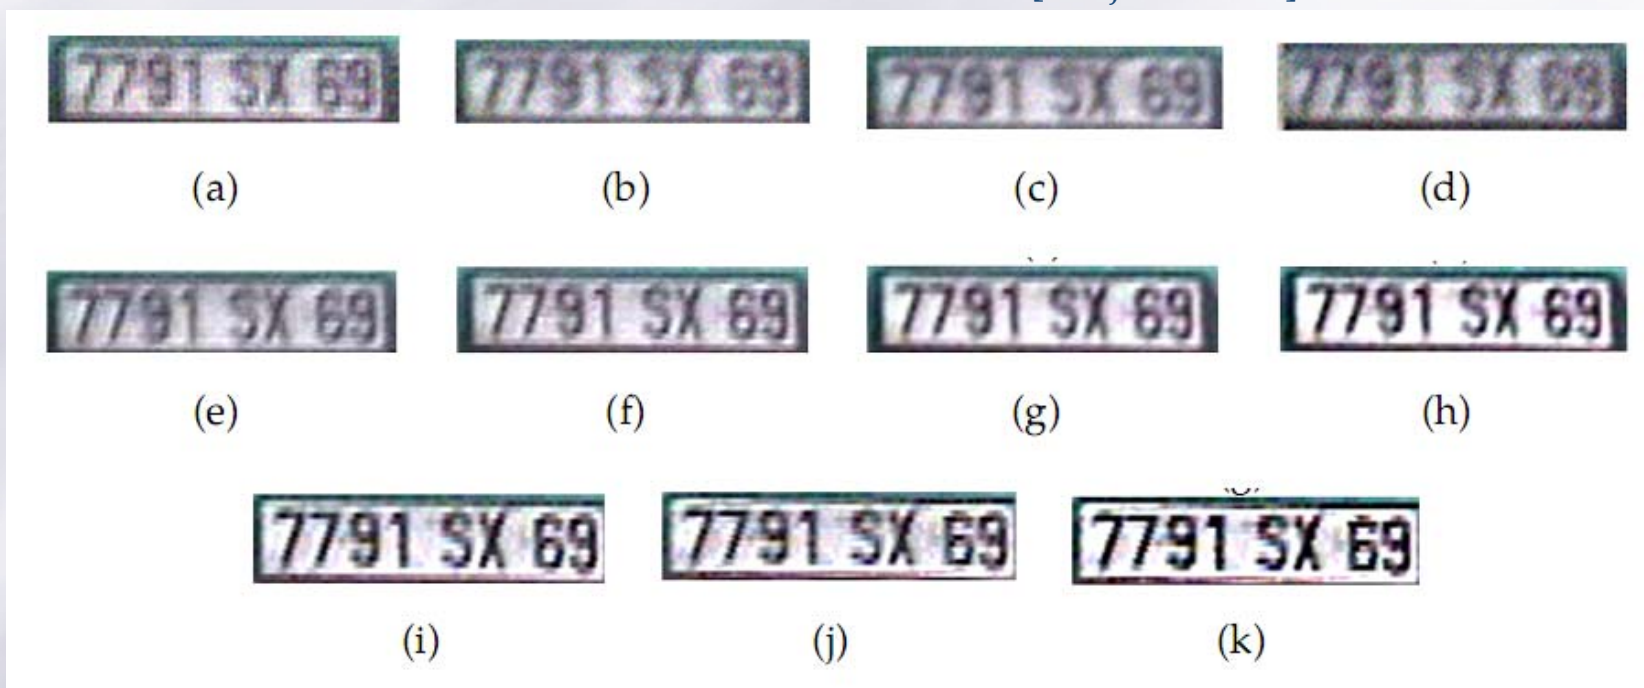 7791 SX 69 7791 SX 69 7791 SX 69 7791 SX 69
(a) (b) (c) (d)
7791 SX 69 7791 SX 69 7791 SX 69 7791 SX 69
(e) (f) (g) (h)
7791 SX 69 7791 SX 69 7791 SX 69
(i) (j) (k)